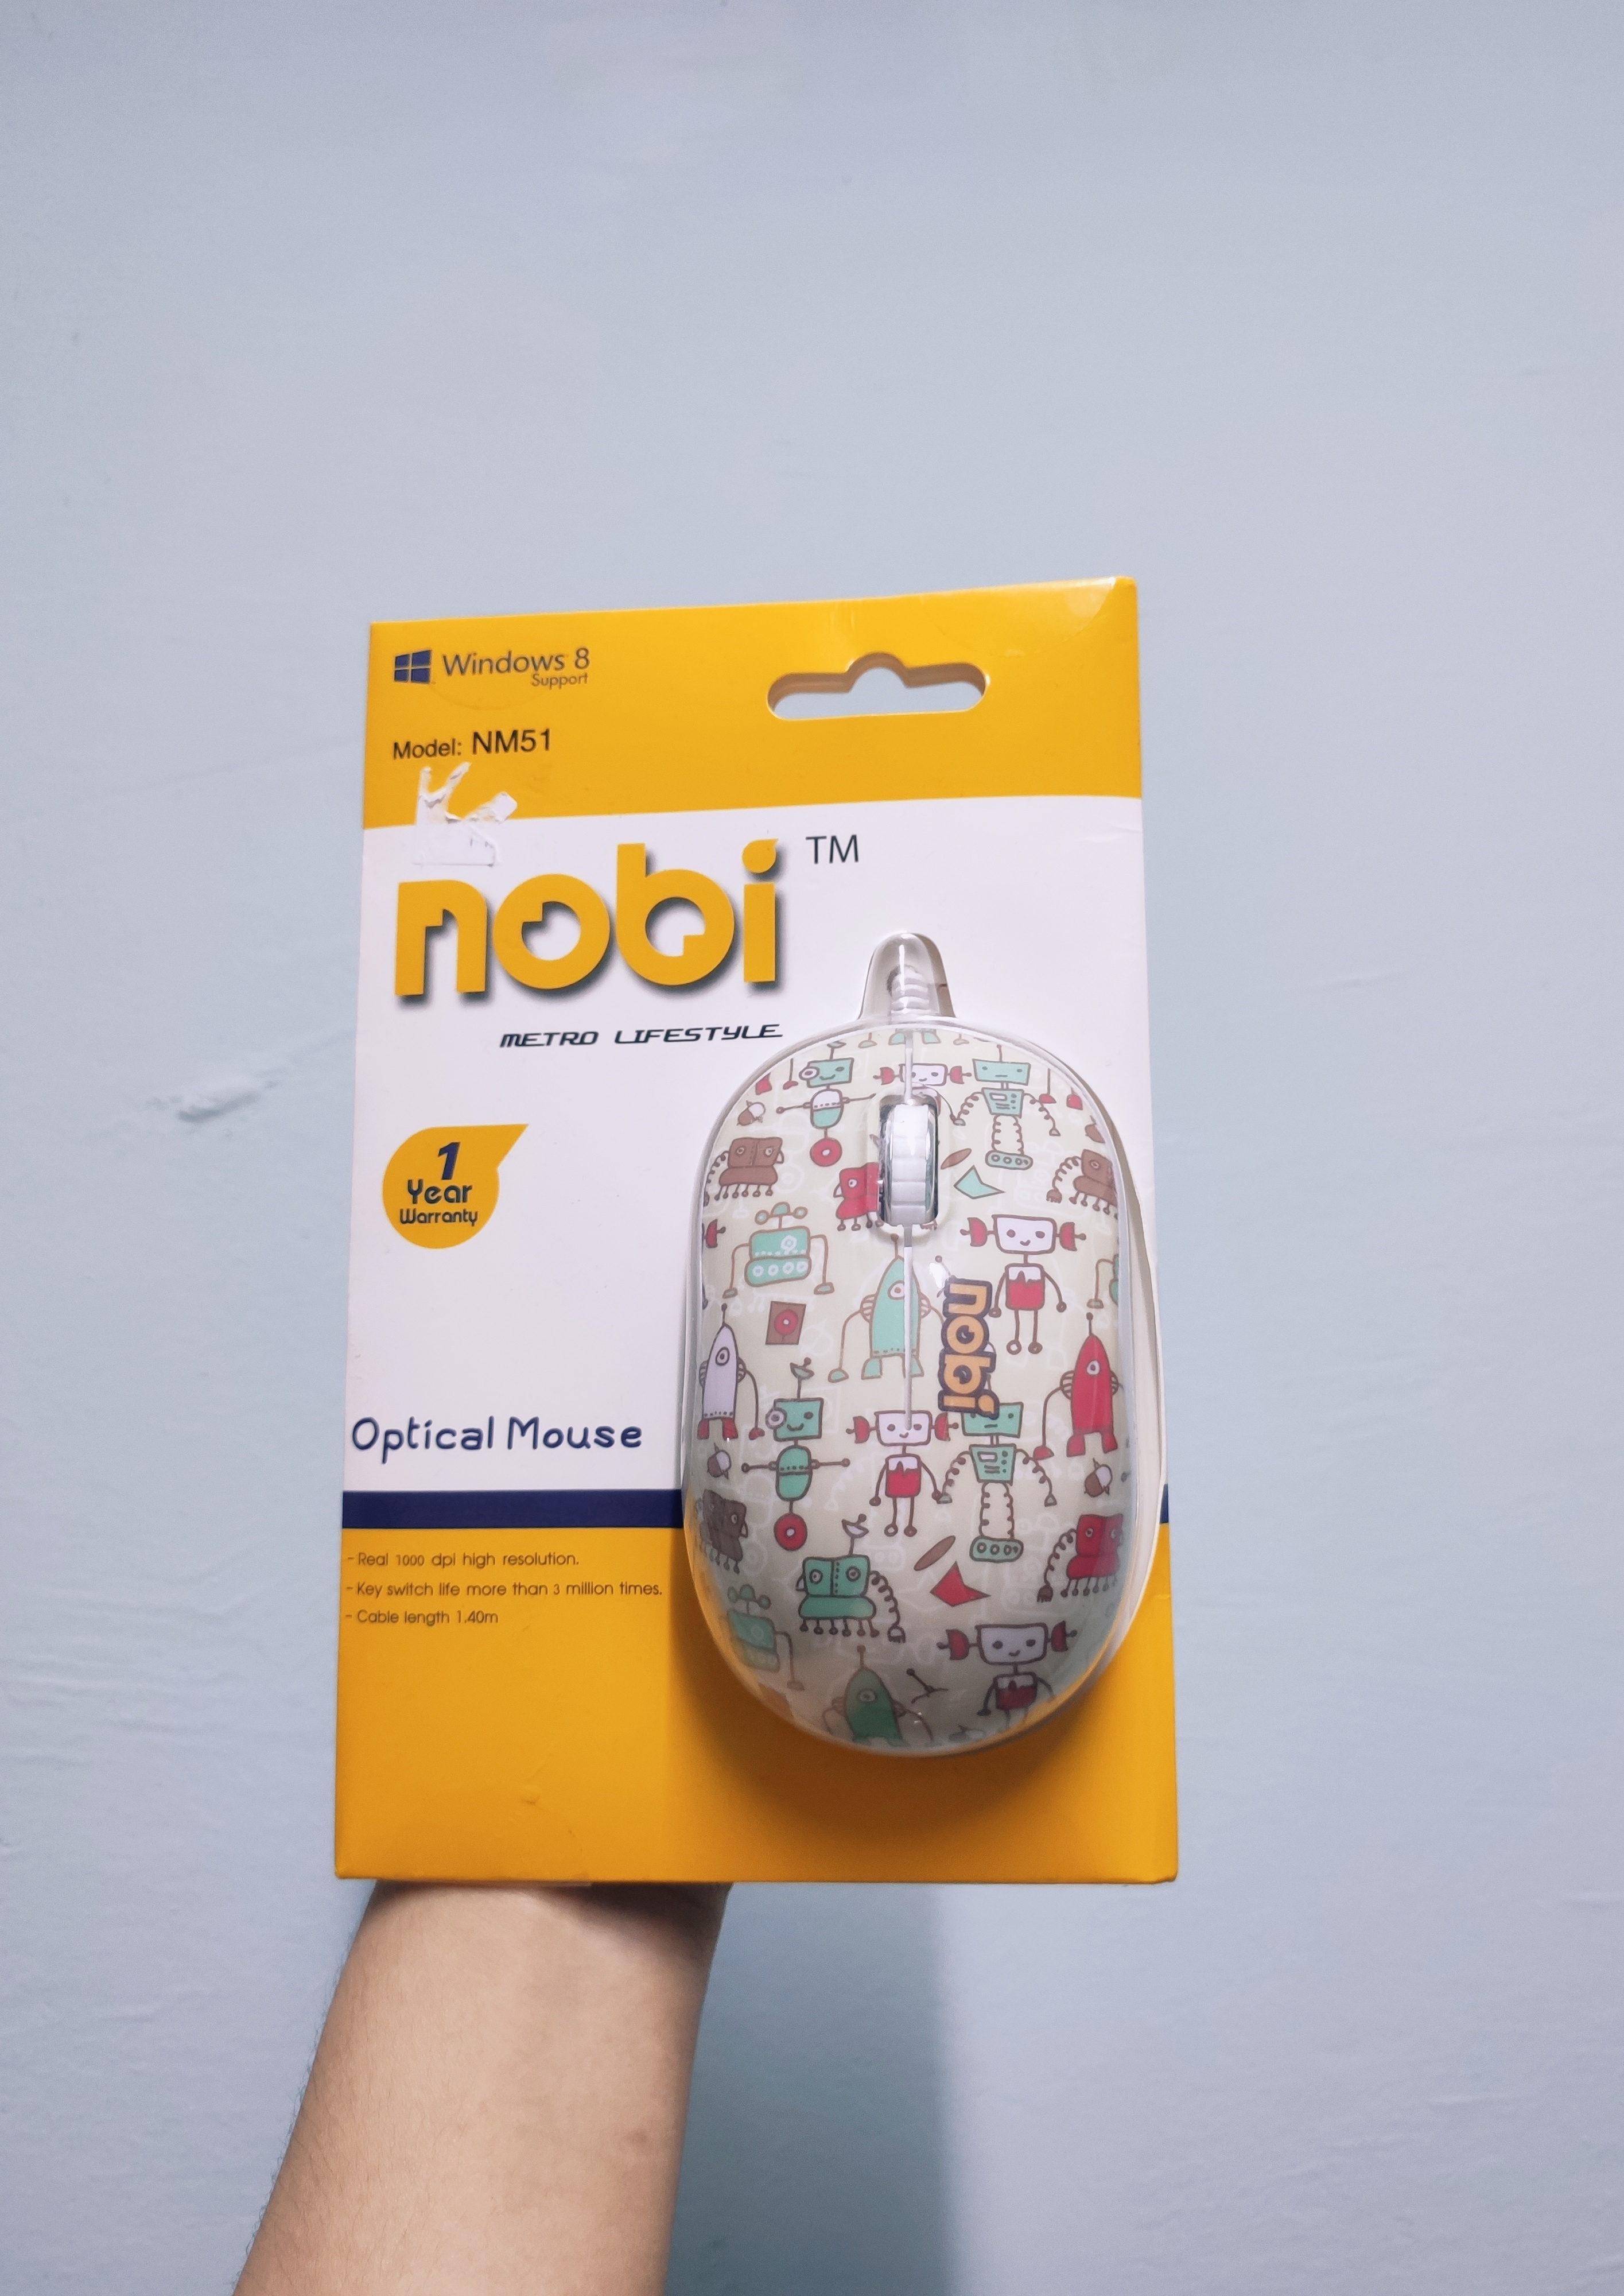 Windows 8
Support
Model: NM51
nobi TM
METRO LIFESTYLE
1
Year
Warranty
nobi
Optical Mouse
- Real 1000 dpi high resolution.
- Key switch life more than 3 million times.
- Cable length 1.40m